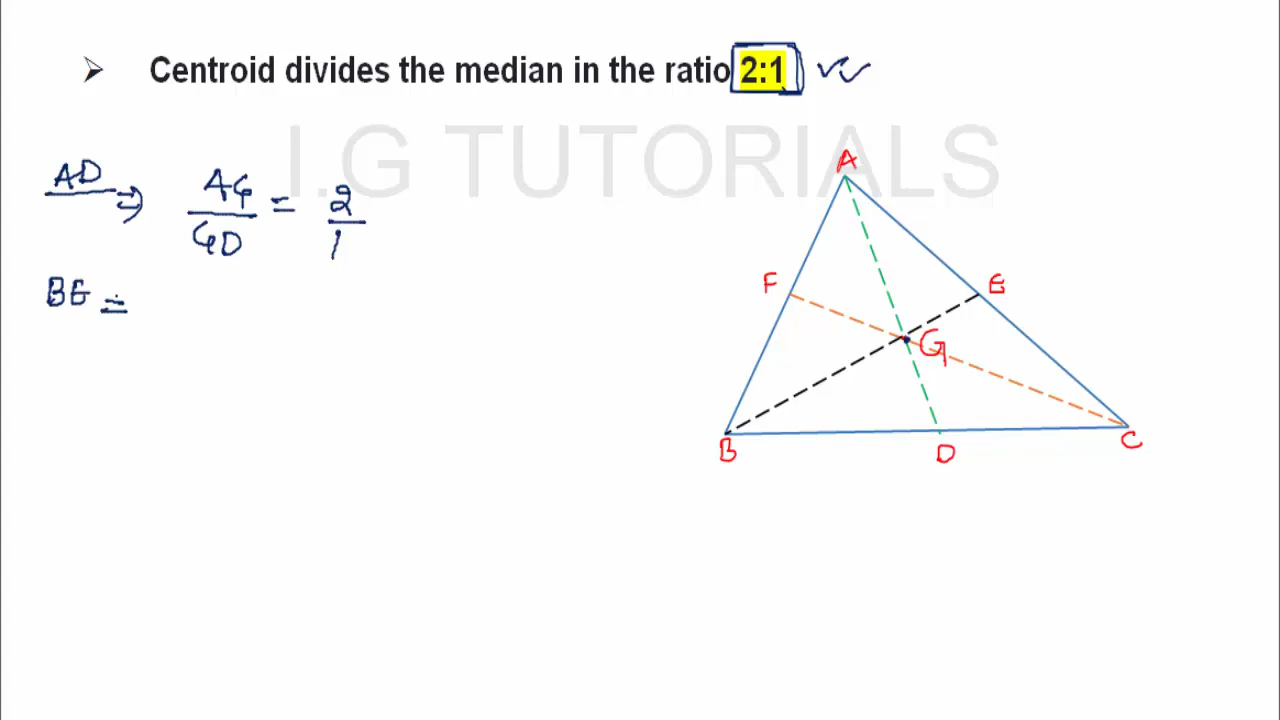 ➤ Centroid divides the median in the ratio 2:1
I.G TUTORIALS
AD ⇒ AG/GD = 2/1
BE =
A
F
E
G
B
D
C